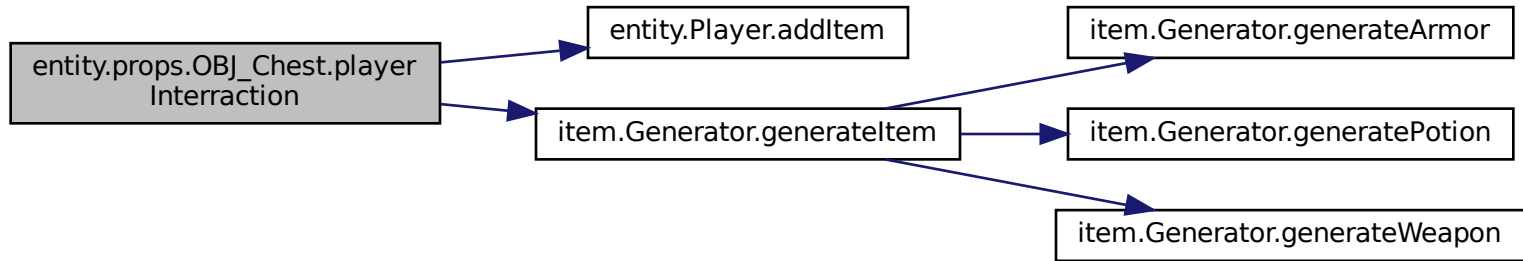 entity.props.OBJ_Chest.player
Interraction
entity.Player.addItem
item.Generator.generateItem
item.Generator.generateArmor
item.Generator.generatePotion
item.Generator.generateWeapon